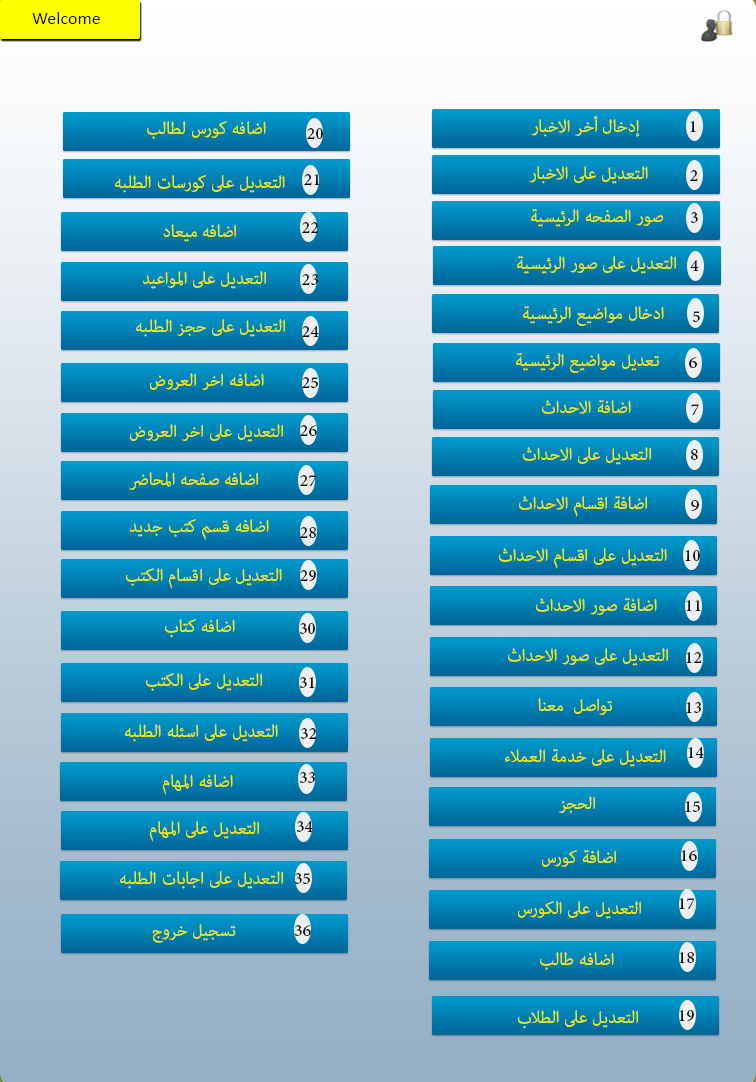 Welcome
1 إدخال أخر الاخبار
2 التعديل على الاخبار
3 صور الصفحه الرئيسية
4 التعديل على صور الرئيسية
5 ادخال مواضيع الرئيسية
6 تعديل مواضيع الرئيسية
7 اضافة الاحداث
8 التعديل على الاحداث
9 اضافة اقسام الاحداث
10 التعديل على اقسام الاحداث
11 اضافة صور الاحداث
12 التعديل على صور الاحداث
13 تواصل معنا
14 التعديل على خدمة العملاء
15 الحجز
16 اضافة كورس
17 التعديل على الكورس
18 اضافه طالب
19 التعديل على الطلاب
20 اضافه كورس لطالب
21 التعديل على كورسات الطلبه
22 اضافه ميعاد
23 التعديل على المواعيد
24 التعديل على حجز الطلبه
25 اضافه اخر العروض
26 التعديل على اخر العروض
27 اضافه صفحه المحاضر
28 اضافه قسم كتب جديد
29 التعديل على اقسام الكتب
30 اضافه كتاب
31 التعديل على الكتب
32 التعديل على اسئله الطلبه
33 اضافه المهام
34 التعديل على المهام
35 التعديل على اجابات الطلبه
36 تسجيل خروج